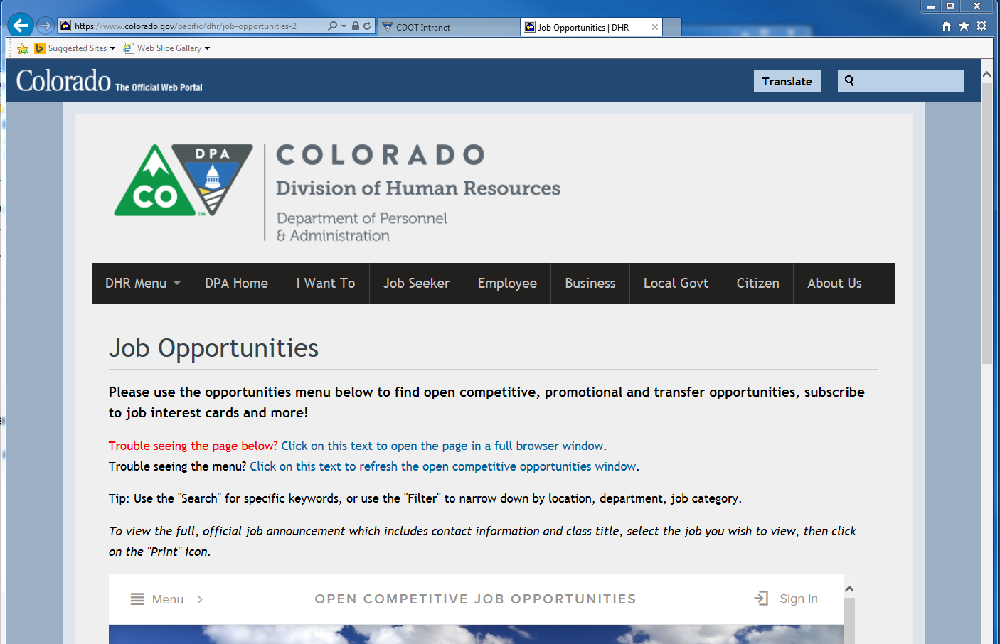 https://www.colorado.gov/pacific/dhr/job-opportunities-2
CDOT Intranet
Job Opportunities | DHR
Suggested Sites
Web Slice Gallery
Colorado The Official Web Portal
Translate
DPA
CO
TM
COLORADO
Division of Human Resources
Department of Personnel
& Administration
DHR Menu
DPA Home
I Want To
Job Seeker
Employee
Business
Local Govt
Citizen
About Us
Job Opportunities
Please use the opportunities menu below to find open competitive, promotional and transfer opportunities, subscribe
to job interest cards and more!
Trouble seeing the page below? Click on this text to open the page in a full browser window.
Trouble seeing the menu? Click on this text to refresh the open competitive opportunities window.
Tip: Use the "Search" for specific keywords, or use the "Filter" to narrow down by location, department, job category.
To view the full, official job announcement which includes contact information and class title, select the job you wish to view, then click
on the "Print" icon.
Menu
OPEN COMPETITIVE JOB OPPORTUNITIES
Sign In